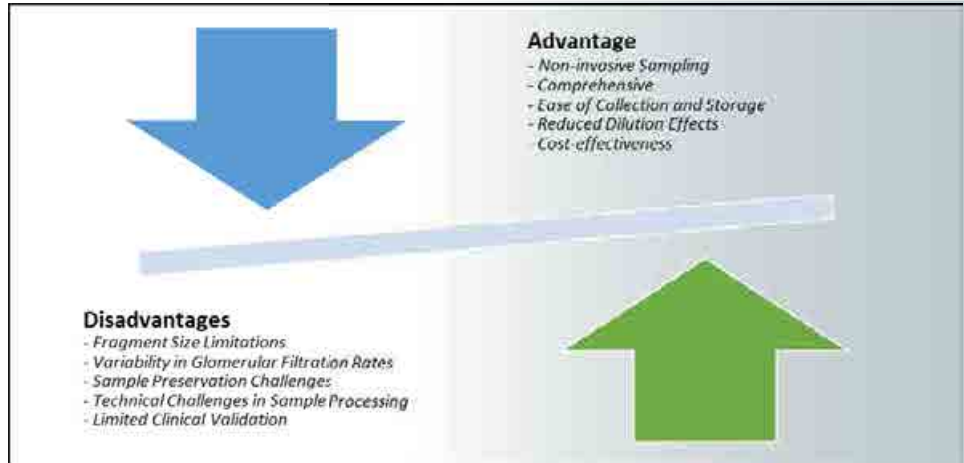 Advantage
- Non-invasive Sampling
- Comprehensive
- Ease of Collection and Storage
- Reduced Dilution Effects
- Cost-effectiveness
Disadvantages
- Fragment Size Limitations
- Variability in Glomerular Filtration Rates
- Sample Preservation Challenges
- Technical Challenges in Sample Processing
- Limited Clinical Validation